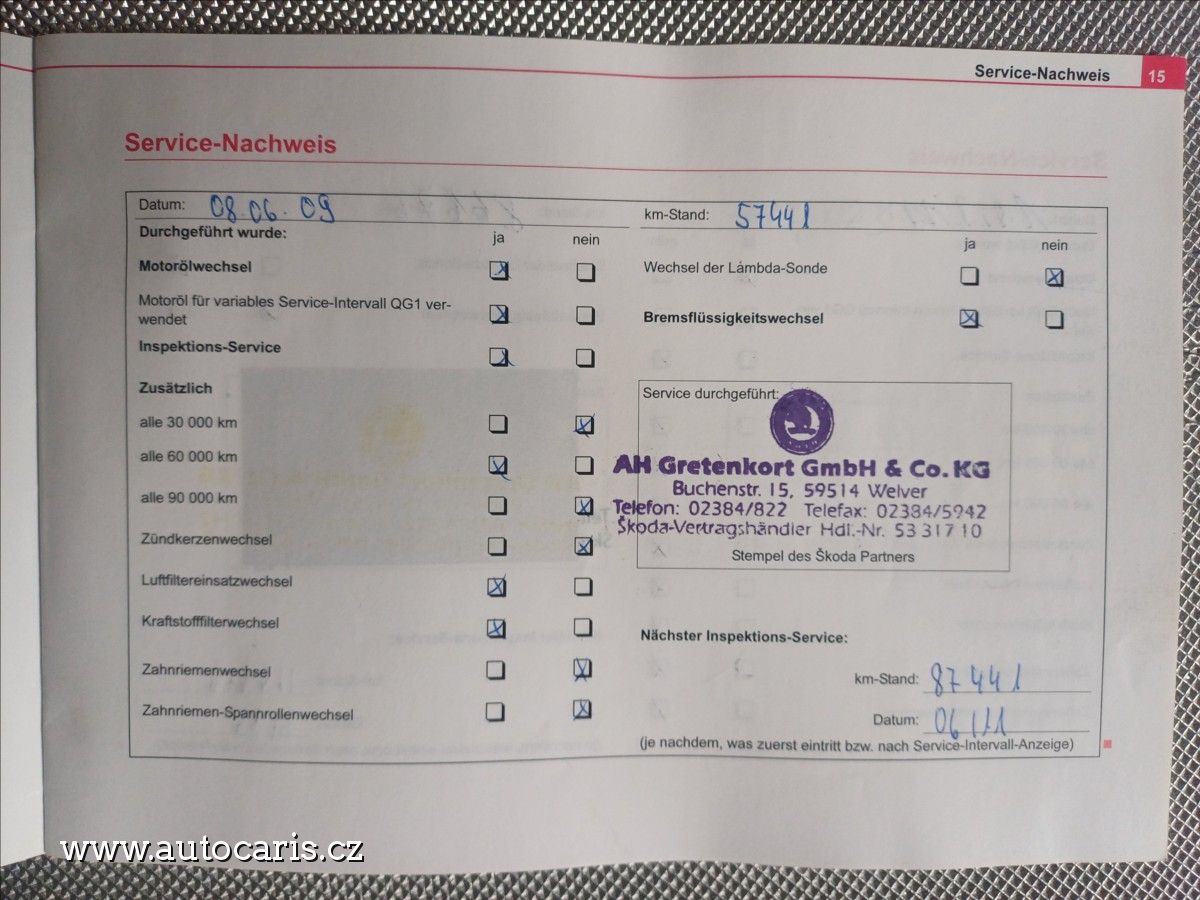 Service-Nachweis 15
Service-Nachweis
Datum: 08.06.09
km-Stand: 57441
Durchgeführt wurde: ja nein
Motorölwechsel
Motoröl für variables Service-Intervall QG1 ver-
wendet
Inspektions-Service
Zusätzlich
alle 30 000 km
alle 60 000 km
alle 90 000 km
Zündkerzenwechsel
Luftfiltereinsatzwechsel
Kraftstofffilterwechsel
Zahnriemenwechsel
Zahnriemen-Spannrollenwechsel
ja nein
Wechsel der Lambda-Sonde
Bremsflüssigkeitswechsel
Service durchgeführt:
AH Gretenkort GmbH & Co. KG
Buchenstr. 15, 59514 Welver
Telefon: 02384/822 Telefax: 02384/5942
Škoda-Vertragshändler Hdl.-Nr. 53 317 10
Stempel des Škoda Partners
Nächster Inspektions-Service:
km-Stand: 87441
Datum: 06/11
(je nachdem, was zuerst eintritt bzw. nach Service-Intervall-Anzeige)
www.autocaris.cz